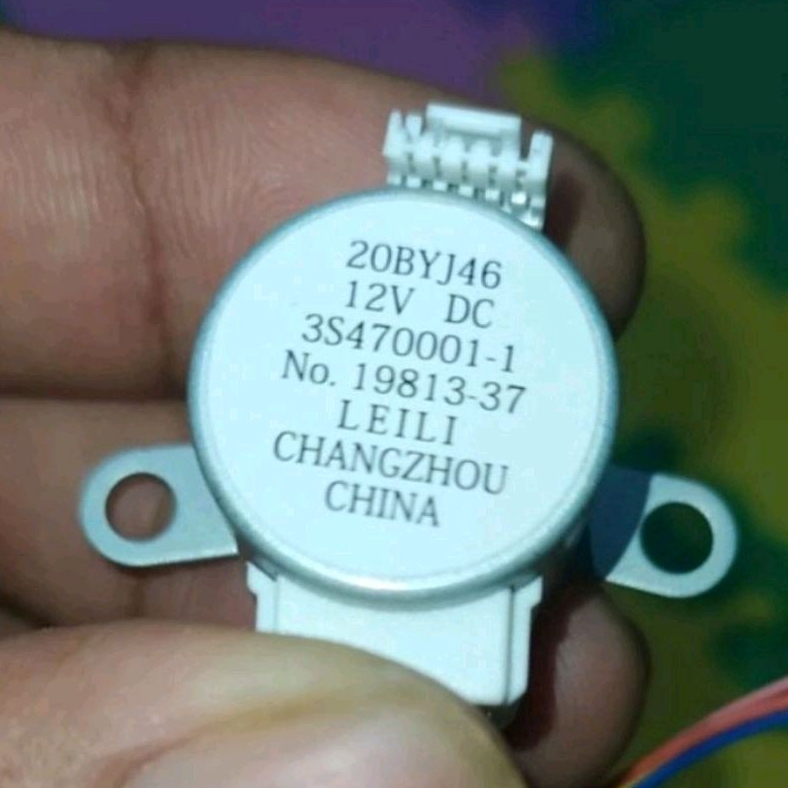 20BYJ46
12V DC
3S470001-1
No. 19813-37
LEILI
CHANGZHOU
CHINA